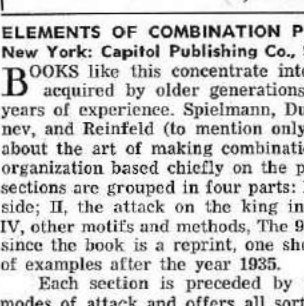 ELEMENTS OF COMBINATION P
New York: Capitol Publishing Co.,
BOOKS like this concentrate int
acquired by older generations
years of experience. Spielmann, Du
nev, and Reinfeld (to mention only
about the art of making combinati
organization based chiefly on the p
sections are grouped in four parts:
side; II, the attack on the king in
IV, other motifs and methods, The 9
since the book is a reprint, one sh
of examples after the year 1935.
Each section is preceded by
modes of attack and offers all